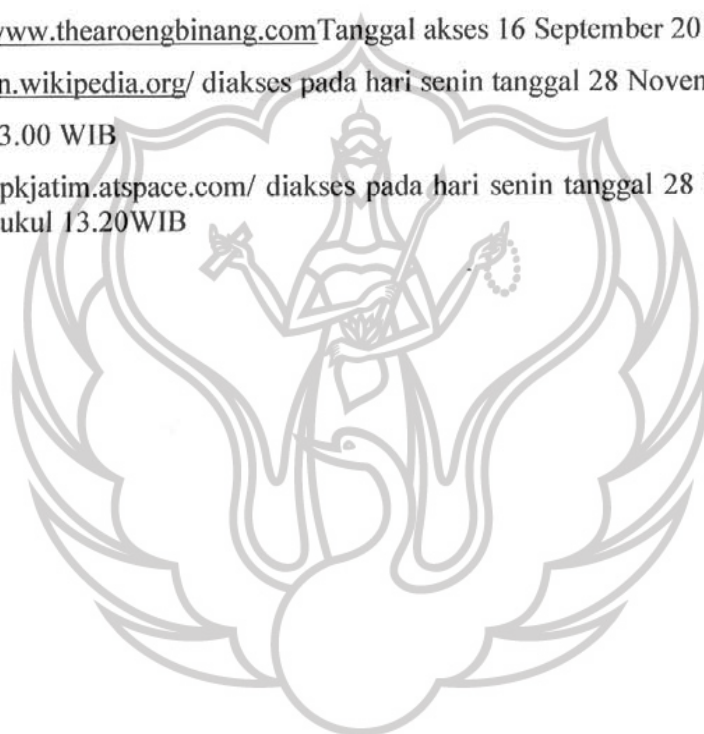 www.thearoengbinang.comTanggal akses 16 September 20
n.wikipedia.org/ diakses pada hari senin tanggal 28 Novem
3.00 WIB
pkjatim.atspace.com/ diakses pada hari senin tanggal 28
ukul 13.20WIB